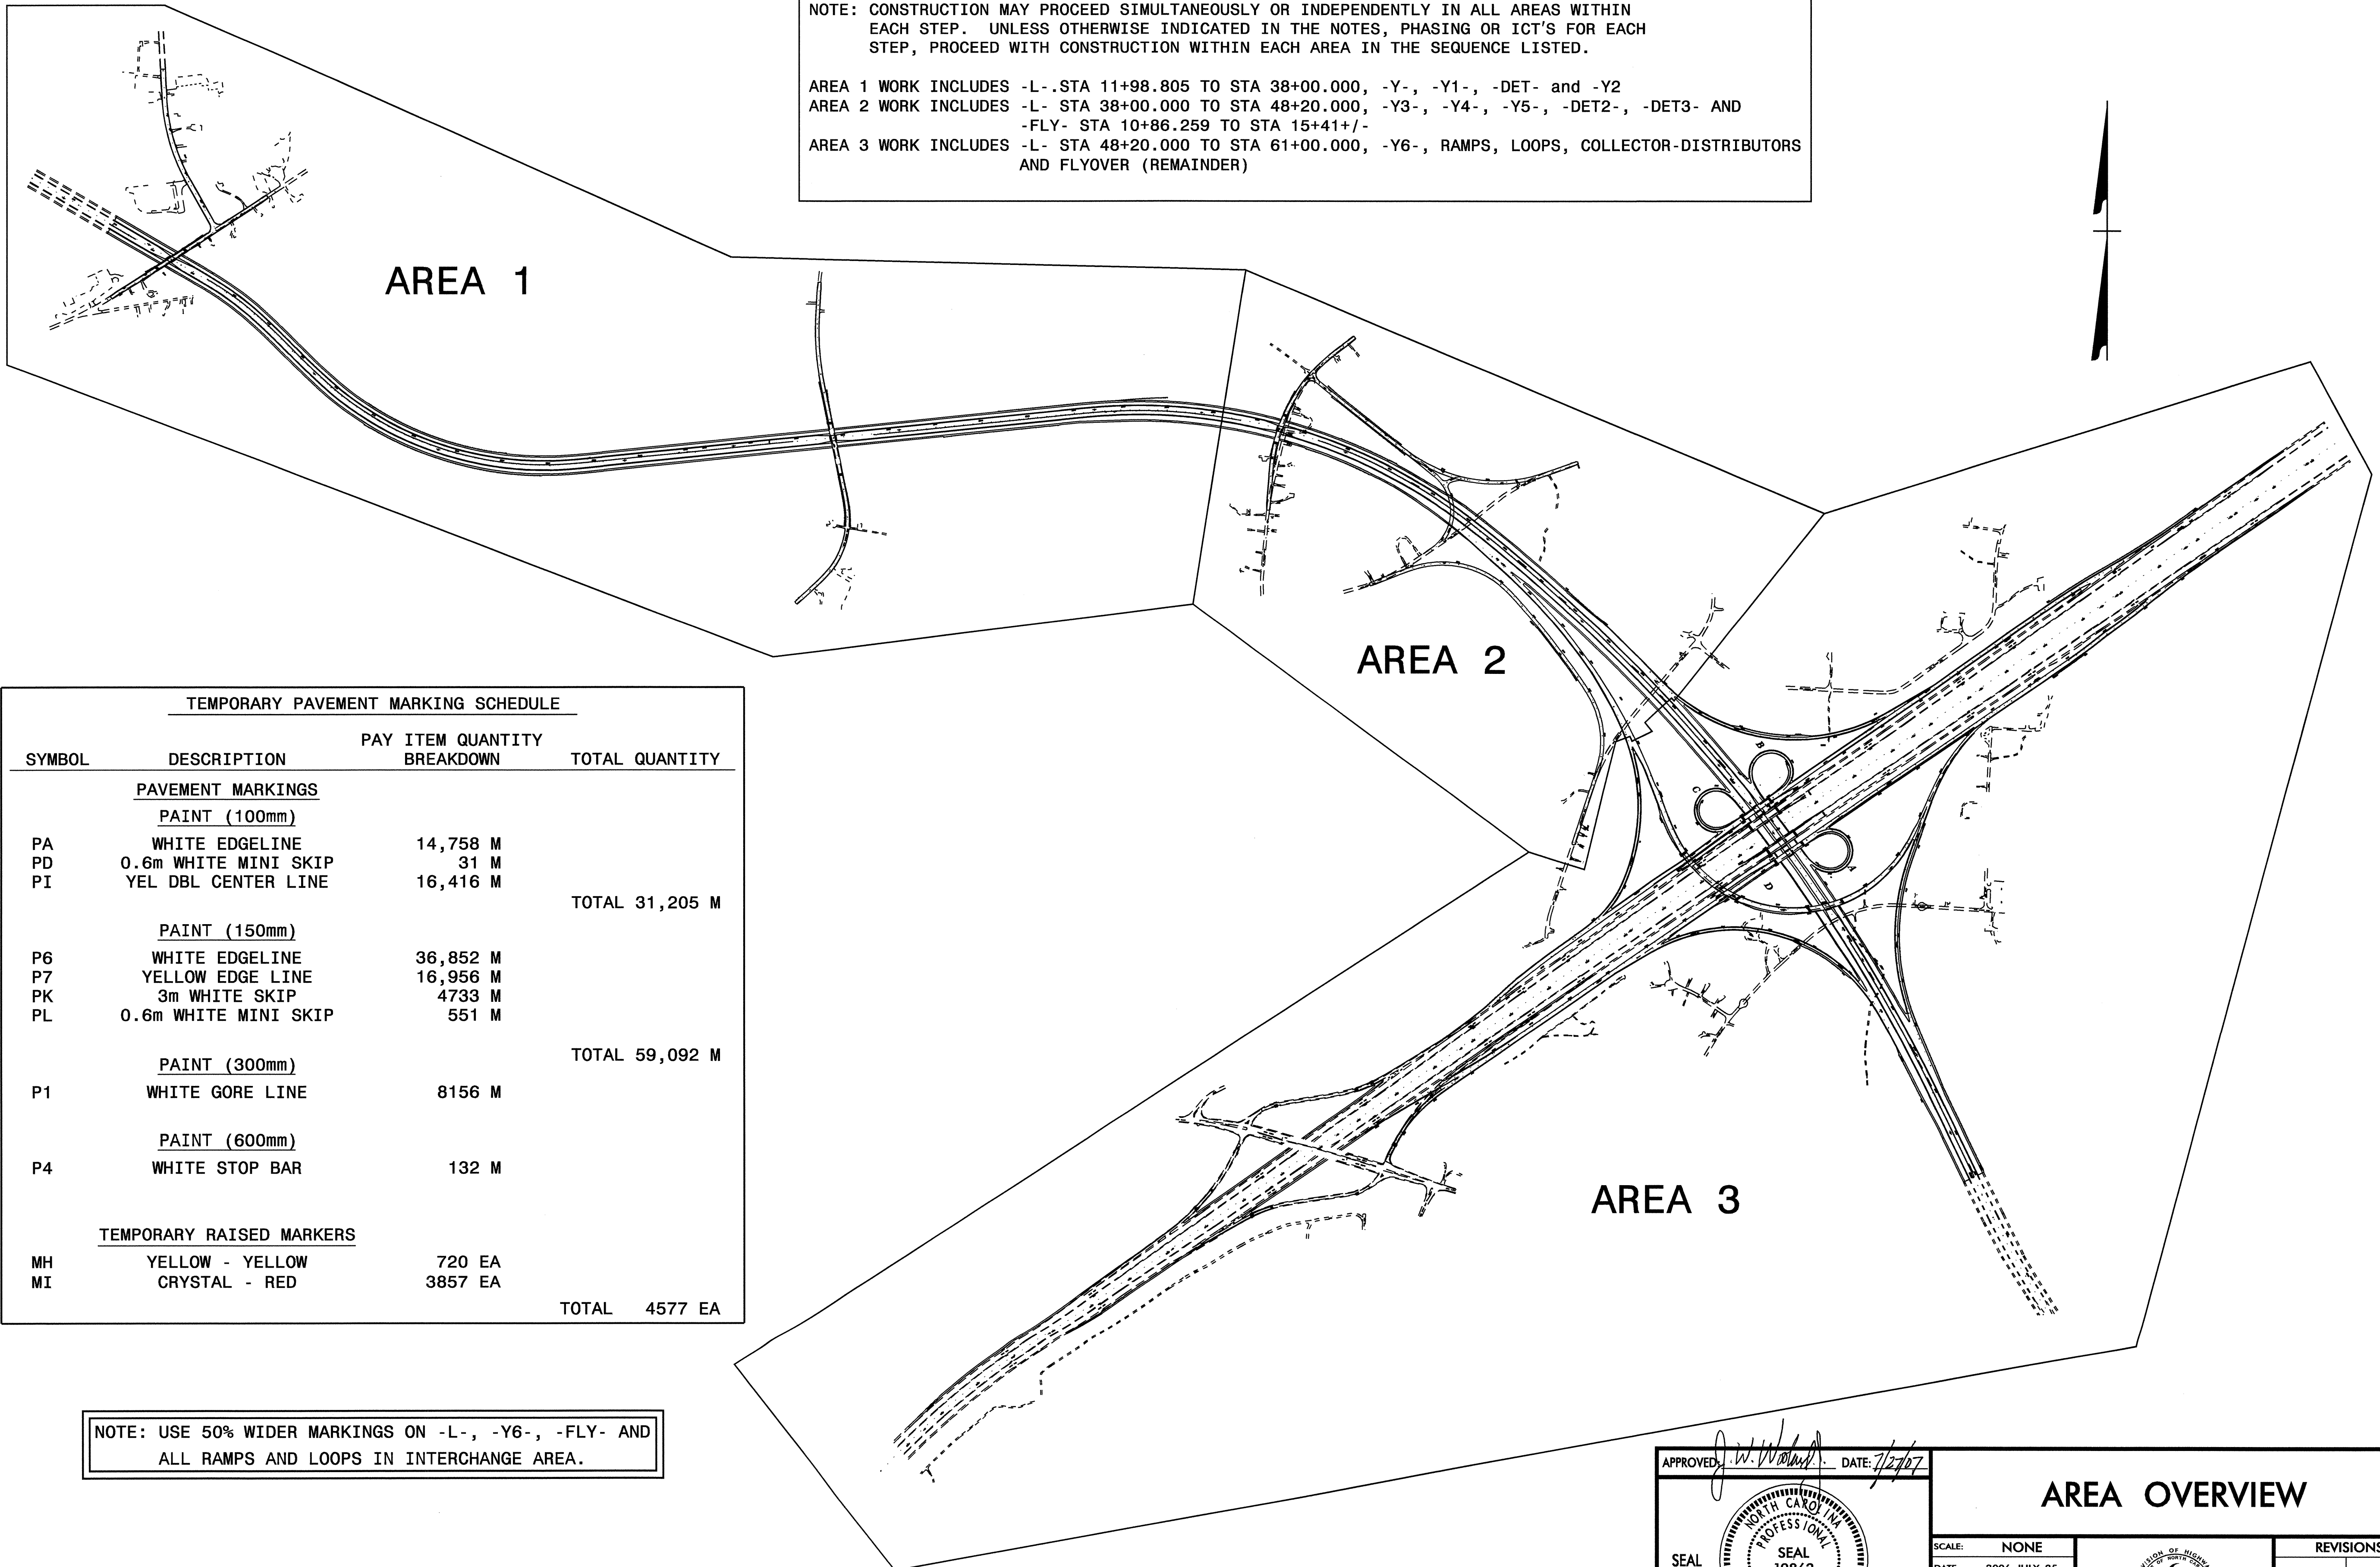 NOTE: CONSTRUCTION MAY PROCEED SIMULTANEOUSLY OR INDEPENDENTLY IN ALL AREAS WITHIN
EACH STEP. UNLESS OTHERWISE INDICATED IN THE NOTES, PHASING OR ICT'S FOR EACH
STEP, PROCEED WITH CONSTRUCTION WITHIN EACH AREA IN THE SEQUENCE LISTED.
AREA 1 WORK INCLUDES -L-.STA 11+98.805 TO STA 38+00.000, -Y-, -Y1-, -DET- and -Y2
AREA 2 WORK INCLUDES -L- STA 38+00.000 TO STA 48+20.000, -Y3-, -Y4-, -Y5-, -DET2-, -DET3- AND
-FLY- STA 10+86.259 TO STA 15+41+/-
AREA 3 WORK INCLUDES -L- STA 48+20.000 TO STA 61+00.000, -Y6-, RAMPS, LOOPS, COLLECTOR-DISTRIBUTORS
AND FLYOVER (REMAINDER)
AREA 1
AREA 2
B
C
A
D
AREA 3
TEMPORARY PAVEMENT MARKING SCHEDULE
PAY ITEM QUANTITY
SYMBOL DESCRIPTION BREAKDOWN TOTAL QUANTITY
PAVEMENT MARKINGS
PAINT (100mm)
PA WHITE EDGELINE 14,758 M
PD 0.6m WHITE MINI SKIP 31 M
PI YEL DBL CENTER LINE 16,416 M
TOTAL 31,205 M
PAINT (150mm)
P6 WHITE EDGELINE 36,852 M
P7 YELLOW EDGE LINE 16,956 M
PK 3m WHITE SKIP 4733 M
PL 0.6m WHITE MINI SKIP 551 M
TOTAL 59,092 M
PAINT (300mm)
P1 WHITE GORE LINE 8156 M
PAINT (600mm)
P4 WHITE STOP BAR 132 M
TEMPORARY RAISED MARKERS
MH YELLOW - YELLOW 720 EA
MI CRYSTAL - RED 3857 EA
TOTAL 4577 EA
NOTE: USE 50% WIDER MARKINGS ON -L-, -Y6-, -FLY- AND
ALL RAMPS AND LOOPS IN INTERCHANGE AREA.
APPROVED: J. W. DATE: 7/27/07
NORTH CAROLINA
PROFESSIONAL
SEAL
SEAL
AREA OVERVIEW
SCALE: NONE
REVISION